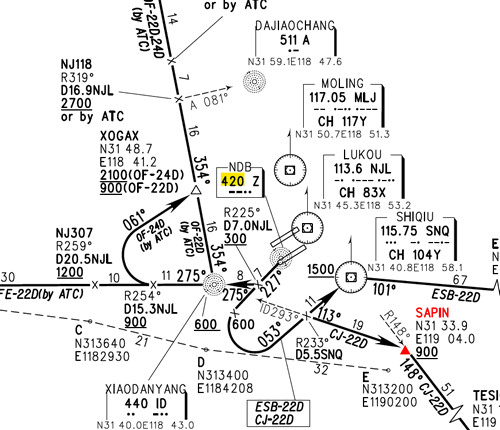 14
or by ATC
OF-22D,24D
(by ATC)
7
DAJIAOCHANG
511 A
N31 59.1E118 47.6
NJ118
R319°
D16.9NJL
2700
or by ATC
A 081°
MOLING
117.05 MLJ
CH 117Y
N31 50.7E118 51.3
16
354°
XOGAX
N31 48.7
E118 41.2
2100(OF-24D)
900(OF-22D)
LUKOU
113.6 NJL
CH 83X
N31 45.3E118 53.2
NDB
420 Z
061°
OF-24D
(by ATC)
OF-22D
(by ATC)
16
354°
R225°
D7.0NJL
300
SHIQIU
115.75 SNQ
CH 104Y
N31 40.8E118 58.1
NJ307
R259°
D20.5NJL
1200
1500
E
N
E
30
10
11
275°
275°
7
227°
101°
67
ESB-22D
FE-22D(by ATC)
R254°
D15.3NJL
900
600
600
ID293°
11
113°
19
CJ-22D
SAPIN
N31 33.9
E119 04.0
900
R148°
053°
R233°
D5.5SNQ
C
N313640
E1182930
21
D
N313400
E1184208
32
E
N313200
E1190200
148°
CJ-22D
51
XIAODANYANG
440 ID
N31 40.0E118 43.0
ESB-22D
CJ-22D
TESI
N31
E119